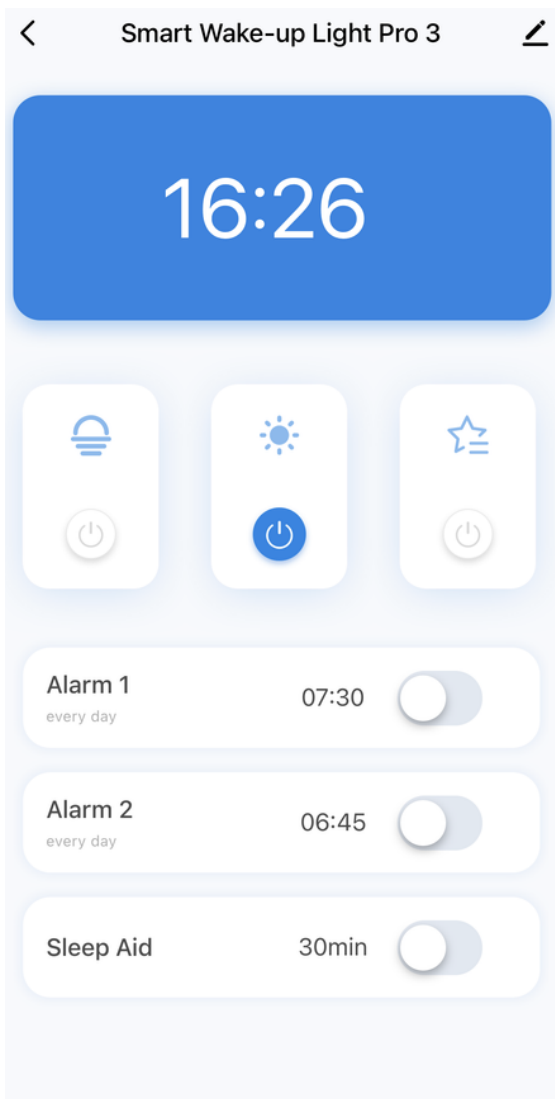 Smart Wake-up Light Pro 3
16:26
Alarm 1
every day
07:30
Alarm 2
every day
06:45
Sleep Aid
30min